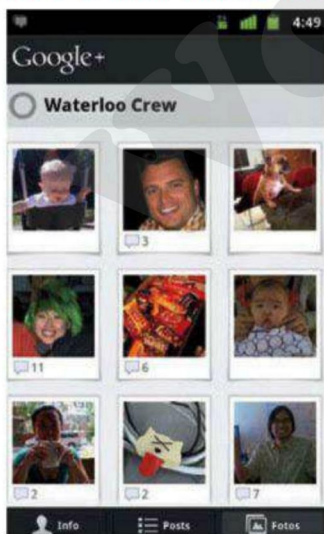 4:49
Google+
Waterloo Crew
3
11
6
2
2
7
Info
Posts
Fotos